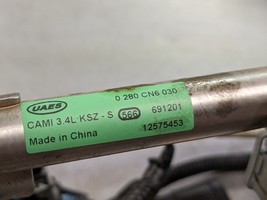 UAES
0 280 CN6 030
CAMI 3.4L-KSZ - S 566 691201
Made in China 12575453